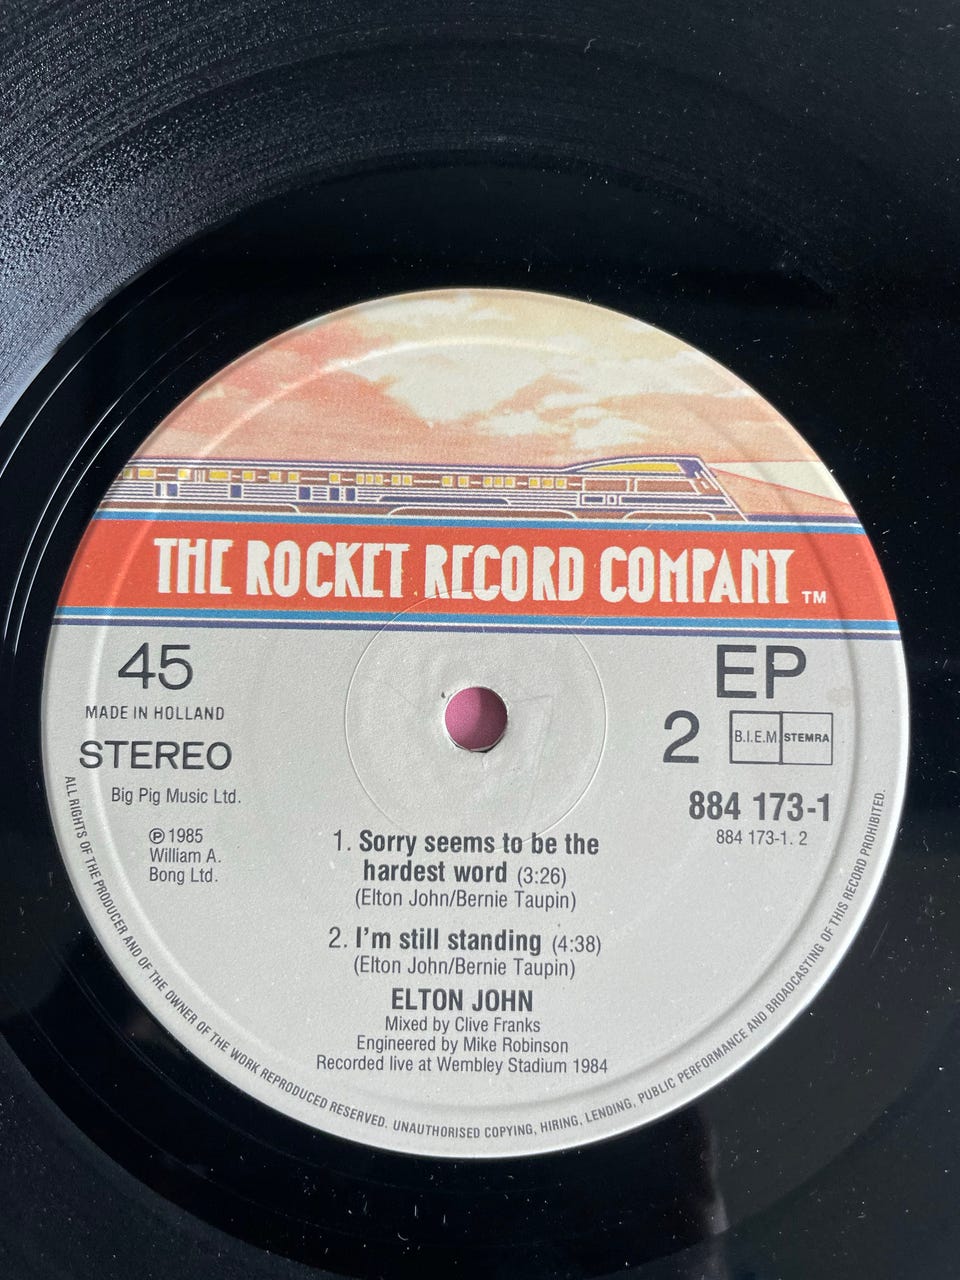 THE ROCKET RECORD COMPANY TM
45
MADE IN HOLLAND
STEREO
Big Pig Music Ltd.
℗ 1985
William A.
Bong Ltd.
EP
2
B.I.E.M. STEMRA
884 173-1
884 173-1. 2
1. Sorry seems to be the
hardest word (3:26)
(Elton John/Bernie Taupin)
2. I'm still standing (4:38)
(Elton John/Bernie Taupin)
ELTON JOHN
Mixed by Clive Franks
Engineered by Mike Robinson
Recorded live at Wembley Stadium 1984
ALL RIGHTS OF THE PRODUCER AND OF THE OWNER OF THE WORK REPRODUCED RESERVED. UNAUTHORISED COPYING, HIRING, LENDING, PUBLIC PERFORMANCE AND BROADCASTING OF THIS RECORD PROHIBITED.